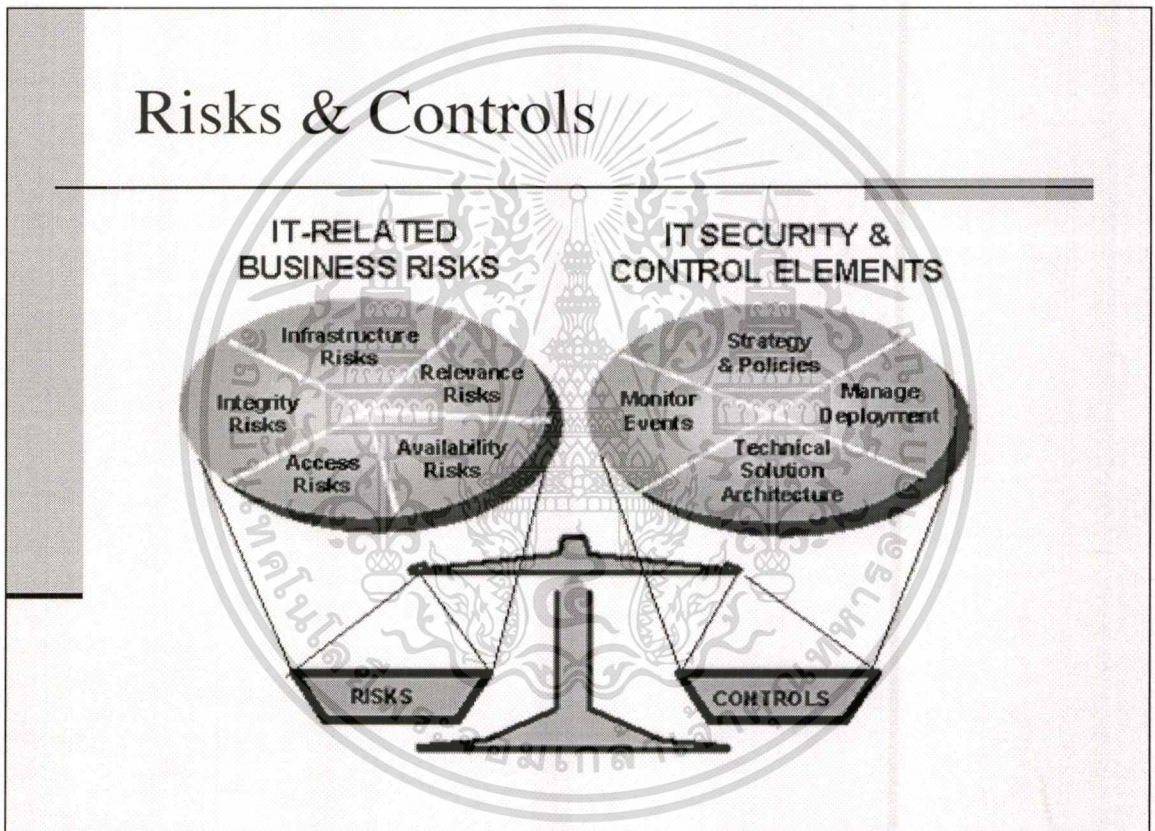 Risks & Controls
IT-RELATED
BUSINESS RISKS
Infrastructure
Risks
Relevance
Risks
Integrity
Risks
Access
Risks
Availability
Risks
IT SECURITY &
CONTROL ELEMENTS
Strategy
& Policies
Monitor
Events
Manage
Deployment
Technical
Solution
Architecture
RISKS
CONTROLS